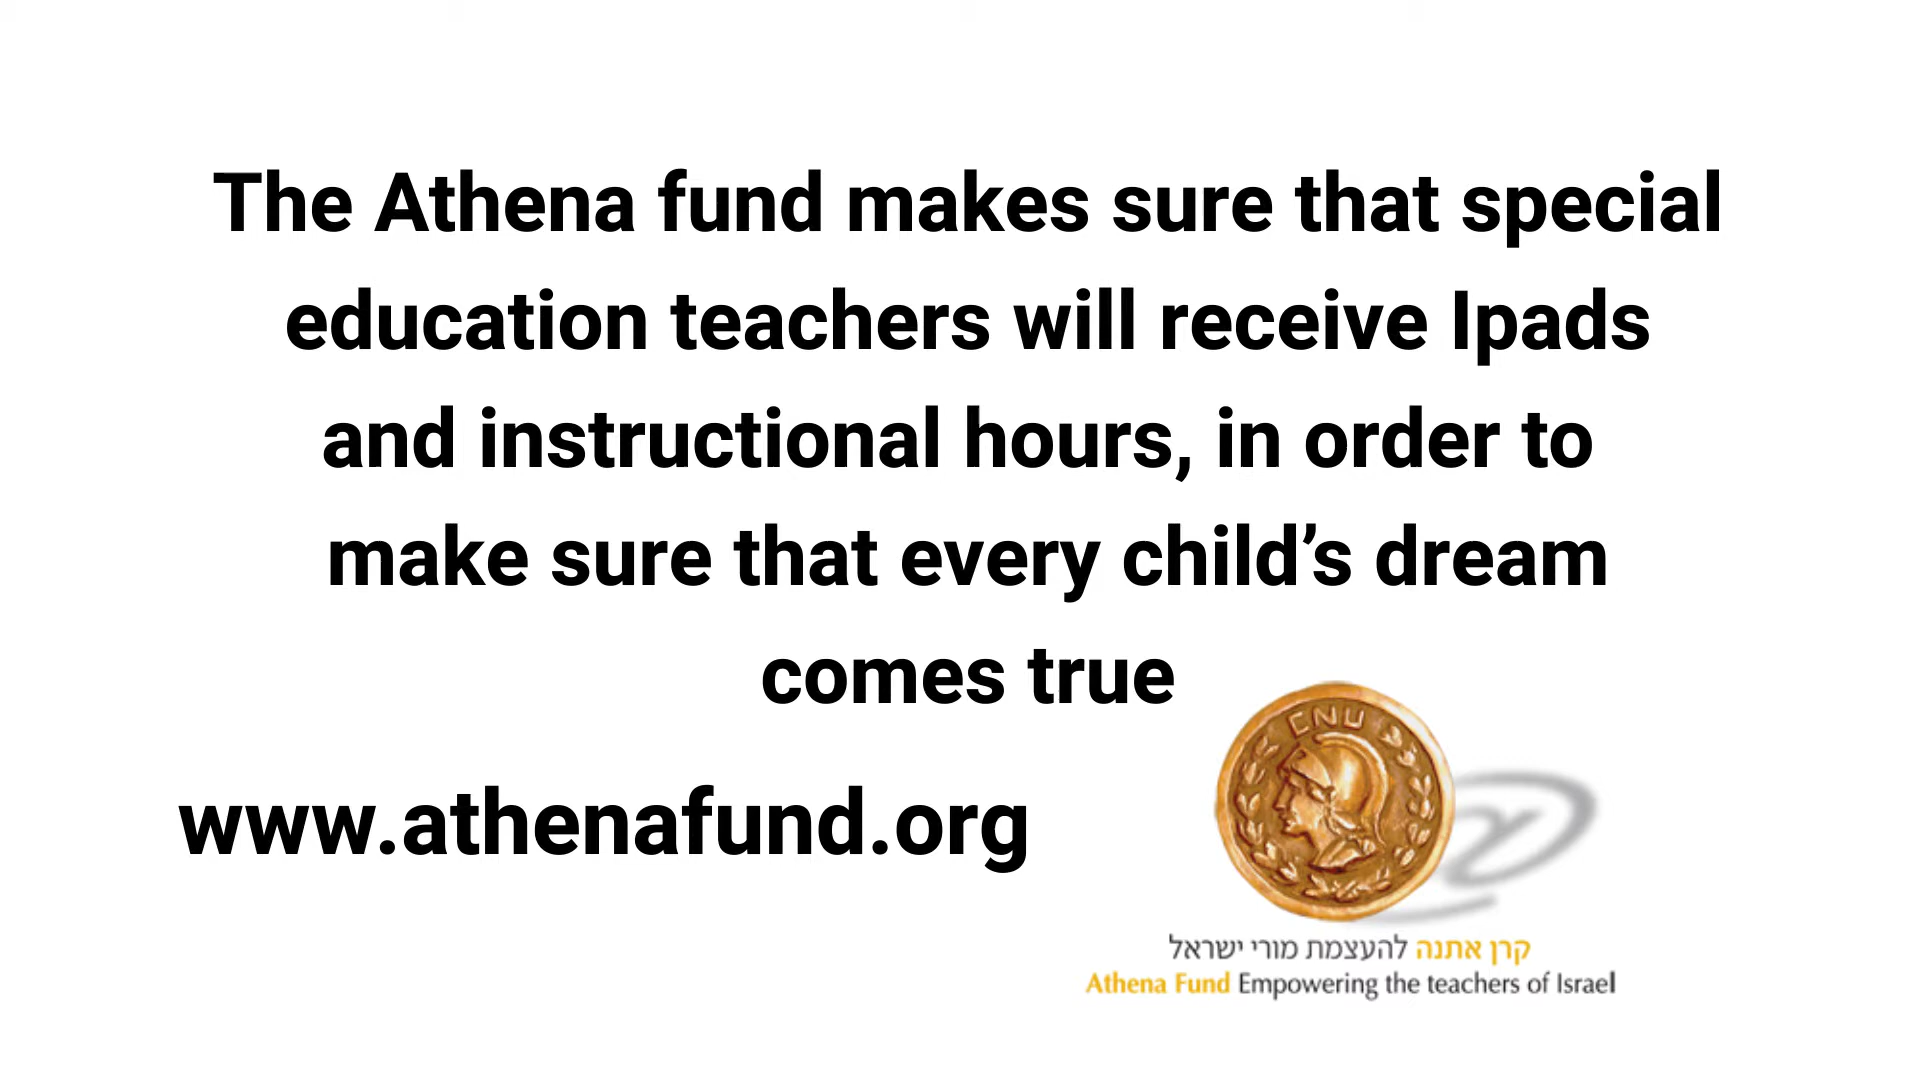 The Athena fund makes sure that special
education teachers will receive Ipads
and instructional hours, in order to
make sure that every child’s dream
comes true
www.athenafund.org
קרן אתנה להעצמת מורי ישראל
Athena Fund Empowering the teachers of Israel